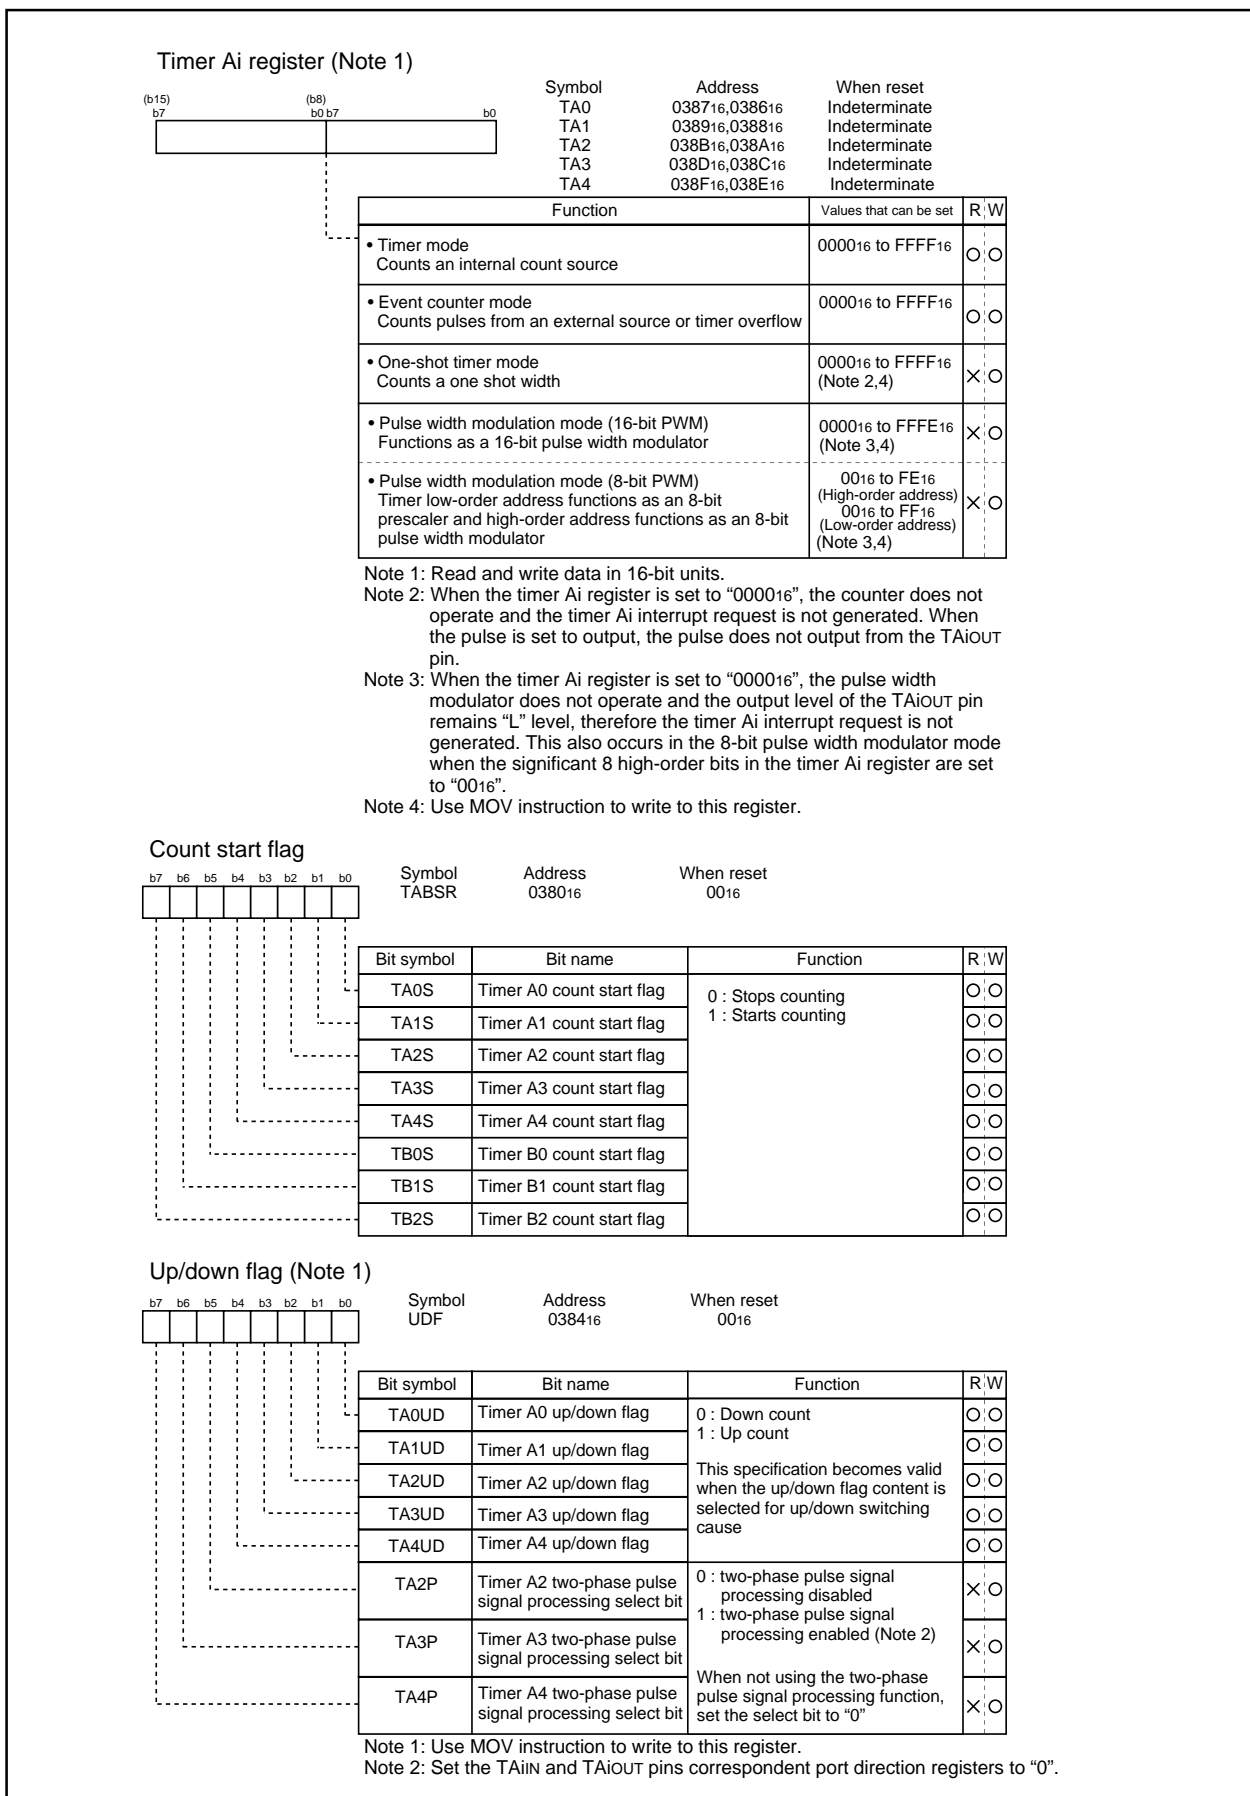 Timer Ai register (Note 1)
Symbol Address When reset
TA0 038716,038616 Indeterminate
TA1 038916,038816 Indeterminate
TA2 038B16,038A16 Indeterminate
TA3 038D16,038C16 Indeterminate
TA4 038F16,038E16 Indeterminate
(b15) (b8)
b7 b0 b7 b0
Function Values that can be set R W
• Timer mode
Counts an internal count source
000016 to FFFF16
• Event counter mode
Counts pulses from an external source or timer overflow
000016 to FFFF16
• One-shot timer mode
Counts a one shot width
000016 to FFFF16
(Note 2,4)
• Pulse width modulation mode (16-bit PWM)
Functions as a 16-bit pulse width modulator
000016 to FFFE16
(Note 3,4)
• Pulse width modulation mode (8-bit PWM)
Timer low-order address functions as an 8-bit
prescaler and high-order address functions as an 8-bit
pulse width modulator
0016 to FE16
(High-order address)
0016 to FF16
(Low-order address)
(Note 3,4)
Note 1: Read and write data in 16-bit units.
Note 2: When the timer Ai register is set to “000016”, the counter does not
operate and the timer Ai interrupt request is not generated. When
the pulse is set to output, the pulse does not output from the TAiOUT
pin.
Note 3: When the timer Ai register is set to “000016”, the pulse width
modulator does not operate and the output level of the TAiOUT pin
remains “L” level, therefore the timer Ai interrupt request is not
generated. This also occurs in the 8-bit pulse width modulator mode
when the significant 8 high-order bits in the timer Ai register are set
to “0016”.
Note 4: Use MOV instruction to write to this register.
Count start flag
b7 b6 b5 b4 b3 b2 b1 b0
Symbol Address When reset
TABSR 038016 0016
Bit symbol Bit name Function R W
TA0S Timer A0 count start flag
0 : Stops counting
1 : Starts counting
TA1S Timer A1 count start flag
TA2S Timer A2 count start flag
TA3S Timer A3 count start flag
TA4S Timer A4 count start flag
TB0S Timer B0 count start flag
TB1S Timer B1 count start flag
TB2S Timer B2 count start flag
Up/down flag (Note 1)
b7 b6 b5 b4 b3 b2 b1 b0
Symbol Address When reset
UDF 038416 0016
Bit symbol Bit name Function R W
TA0UD Timer A0 up/down flag
TA1UD Timer A1 up/down flag
TA2UD Timer A2 up/down flag
TA3UD Timer A3 up/down flag
TA4UD Timer A4 up/down flag
0 : Down count
1 : Up count
This specification becomes valid
when the up/down flag content is
selected for up/down switching
cause
TA2P Timer A2 two-phase pulse
signal processing select bit
TA3P Timer A3 two-phase pulse
signal processing select bit
TA4P Timer A4 two-phase pulse
signal processing select bit
0 : two-phase pulse signal
processing disabled
1 : two-phase pulse signal
processing enabled (Note 2)
When not using the two-phase
pulse signal processing function,
set the select bit to “0”
Note 1: Use MOV instruction to write to this register.
Note 2: Set the TAiIN and TAiOUT pins correspondent port direction registers to “0”.